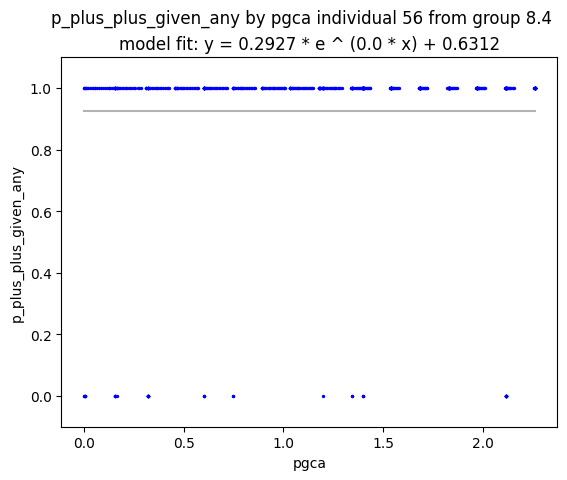 p_plus_plus_given_any by pgca individual 56 from group 8.4
model fit: y = 0.2927 * e ^ (0.0 * x) + 0.6312
p_plus_plus_given_any
1.0
0.8
0.6
0.4
0.2
0.0
0.0 0.5 1.0 1.5 2.0
pgca